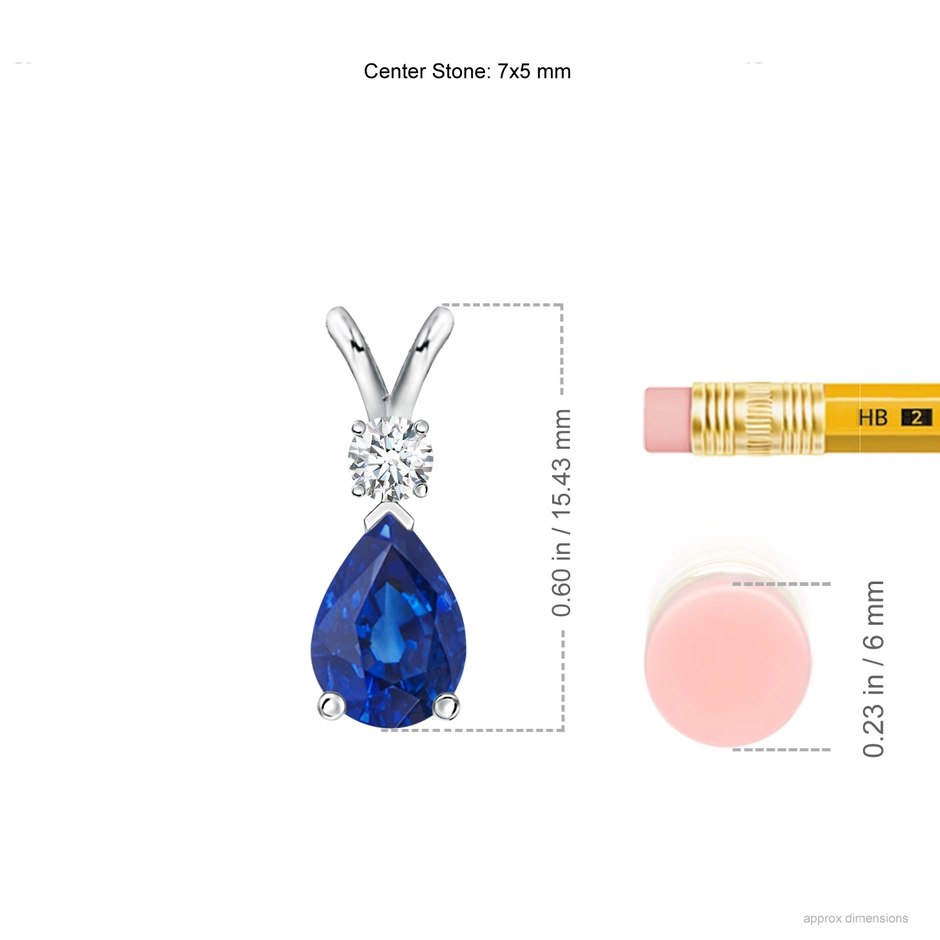 Center Stone: 7x5 mm
0.60 in / 15.43 mm
HB 2
0.23 in / 6 mm
approx dimensions